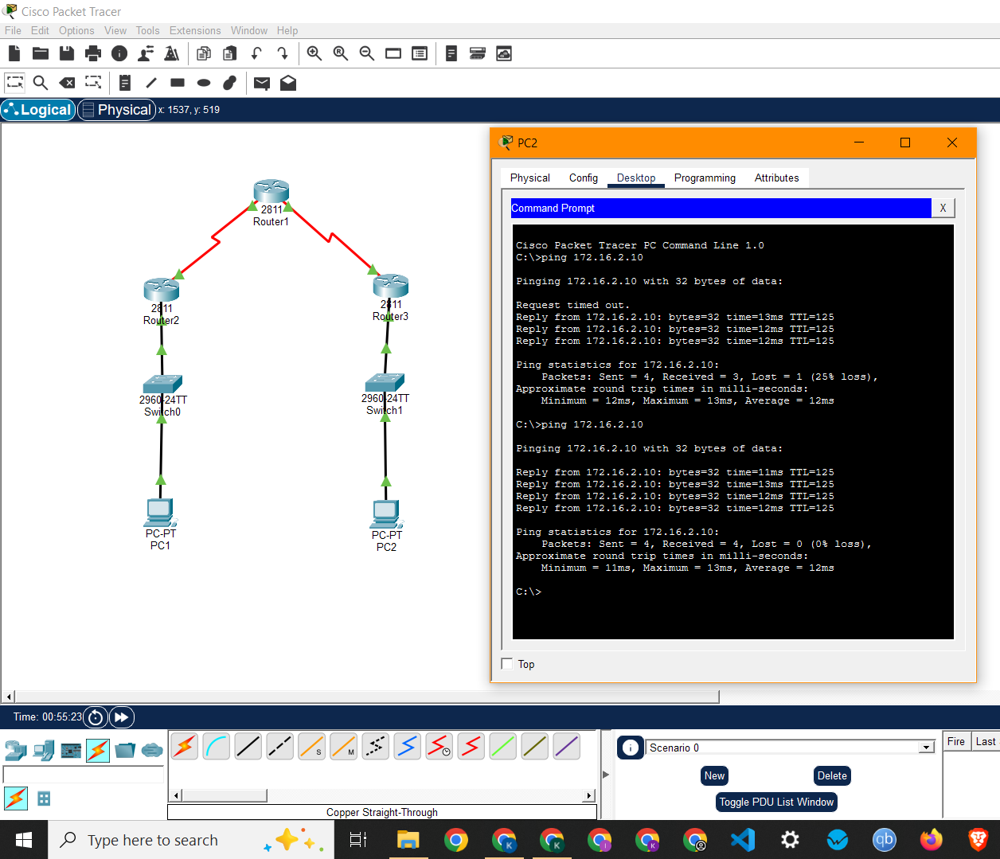 Cisco Packet Tracer
File Edit Options View Tools Extensions Window Help
Logical Physical x: 1537, y: 519
2811
Router1
2811
Router2
2811
Router3
2960-24TT
Switch0
2960-24TT
Switch1
PC-PT
PC1
PC-PT
PC2
PC2
Physical Config Desktop Programming Attributes
Command Prompt X
Cisco Packet Tracer PC Command Line 1.0
C:\>ping 172.16.2.10
Pinging 172.16.2.10 with 32 bytes of data:
Request timed out.
Reply from 172.16.2.10: bytes=32 time=13ms TTL=125
Reply from 172.16.2.10: bytes=32 time=12ms TTL=125
Reply from 172.16.2.10: bytes=32 time=12ms TTL=125
Ping statistics for 172.16.2.10:
Packets: Sent = 4, Received = 3, Lost = 1 (25% loss),
Approximate round trip times in milli-seconds:
Minimum = 12ms, Maximum = 13ms, Average = 12ms
C:\>ping 172.16.2.10
Pinging 172.16.2.10 with 32 bytes of data:
Reply from 172.16.2.10: bytes=32 time=11ms TTL=125
Reply from 172.16.2.10: bytes=32 time=13ms TTL=125
Reply from 172.16.2.10: bytes=32 time=12ms TTL=125
Reply from 172.16.2.10: bytes=32 time=12ms TTL=125
Ping statistics for 172.16.2.10:
Packets: Sent = 4, Received = 4, Lost = 0 (0% loss),
Approximate round trip times in milli-seconds:
Minimum = 11ms, Maximum = 13ms, Average = 12ms
C:\>
Top
Time: 00:55:23
S M
Copper Straight-Through
Scenario 0
New Delete
Toggle PDU List Window
Fire Last
Type here to search
K K I K qb